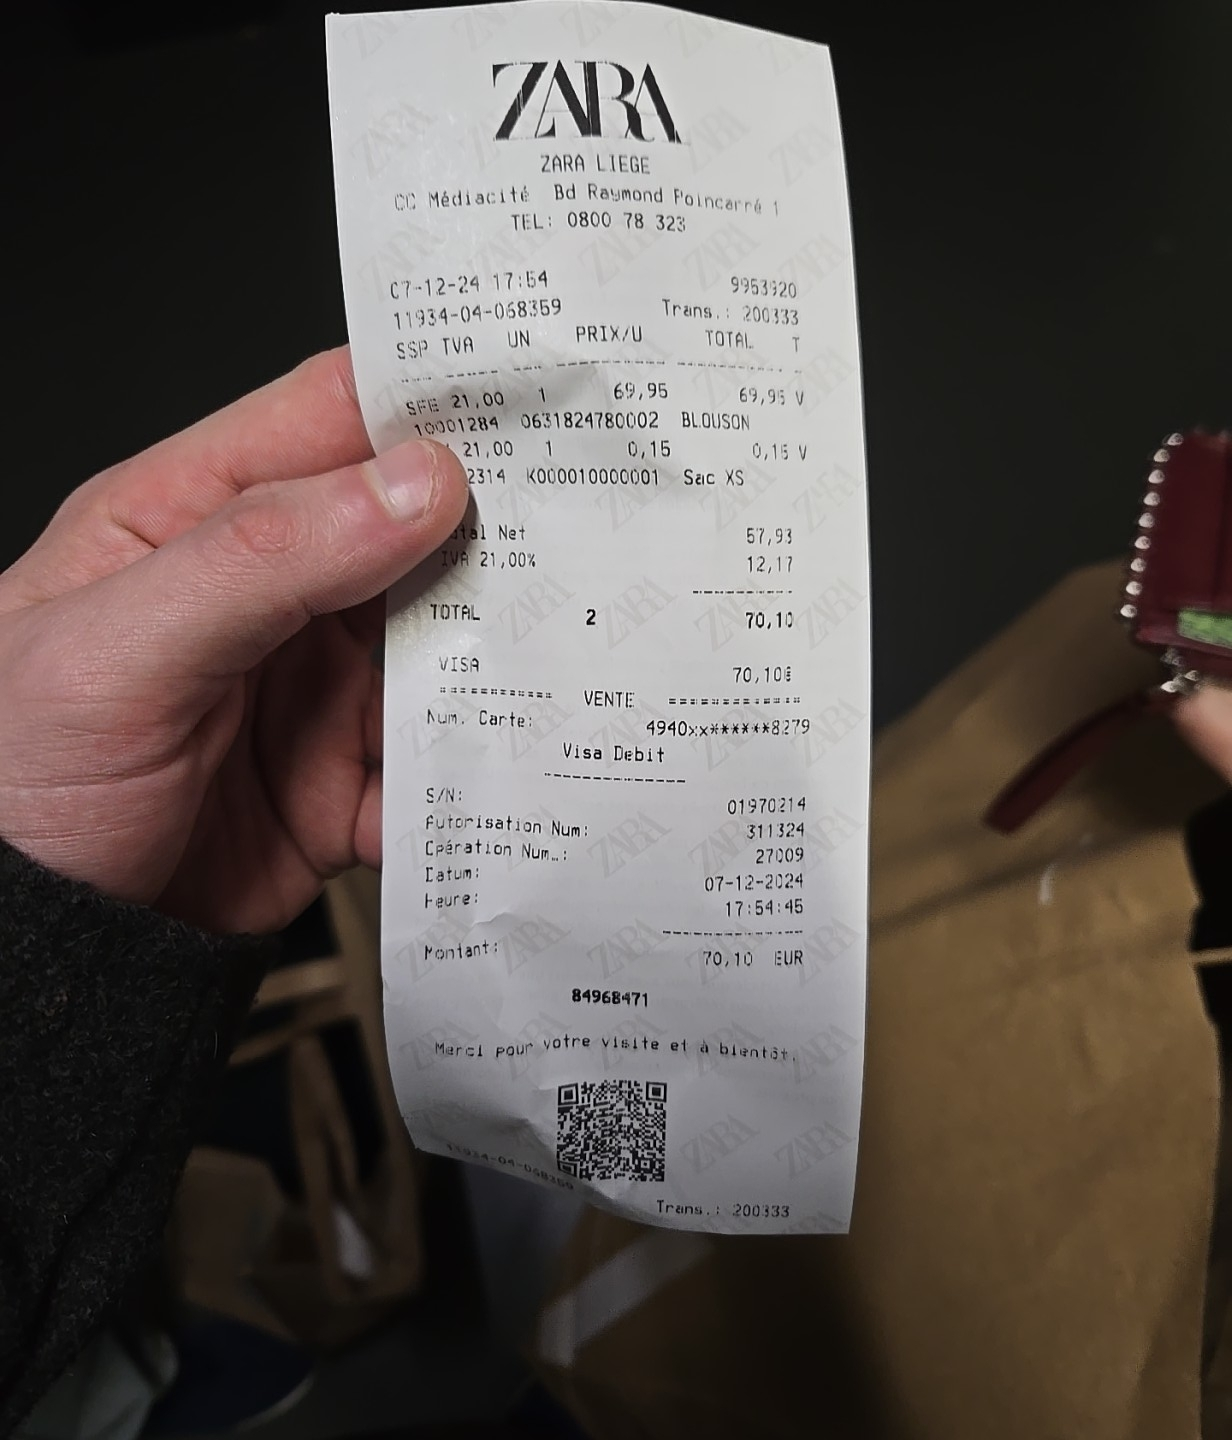 ZARA
ZARA LIEGE
CC Médiacité Bd Raymond Poincarré 1
TEL: 0800 78 323
07-12-24 17:54 9953920
11934-04-068359 Trans.: 200333
SSP TVA UN PRIX/U TOTAL T
SFE 21,00 1 69,95 69,95 V
10001284 0631824780002 BLOUSON
21,00 1 0,15 0,15 V
2314 K000010000001 Sac XS
Total Net 57,93
TVA 21,00% 12,17
TOTAL 2 70,10
VISA 70,10€
============ VENTE ==============
Num. Carte: 4940********8279
Visa Debit
S/N: 01970214
Autorisation Num: 311324
Opération Num.: 27009
Datum: 07-12-2024
Heure: 17:54:45
Montant: 70,10 EUR
84968471
Merci pour votre visite et à bientôt.
11934-04-068359
Trans.: 200333